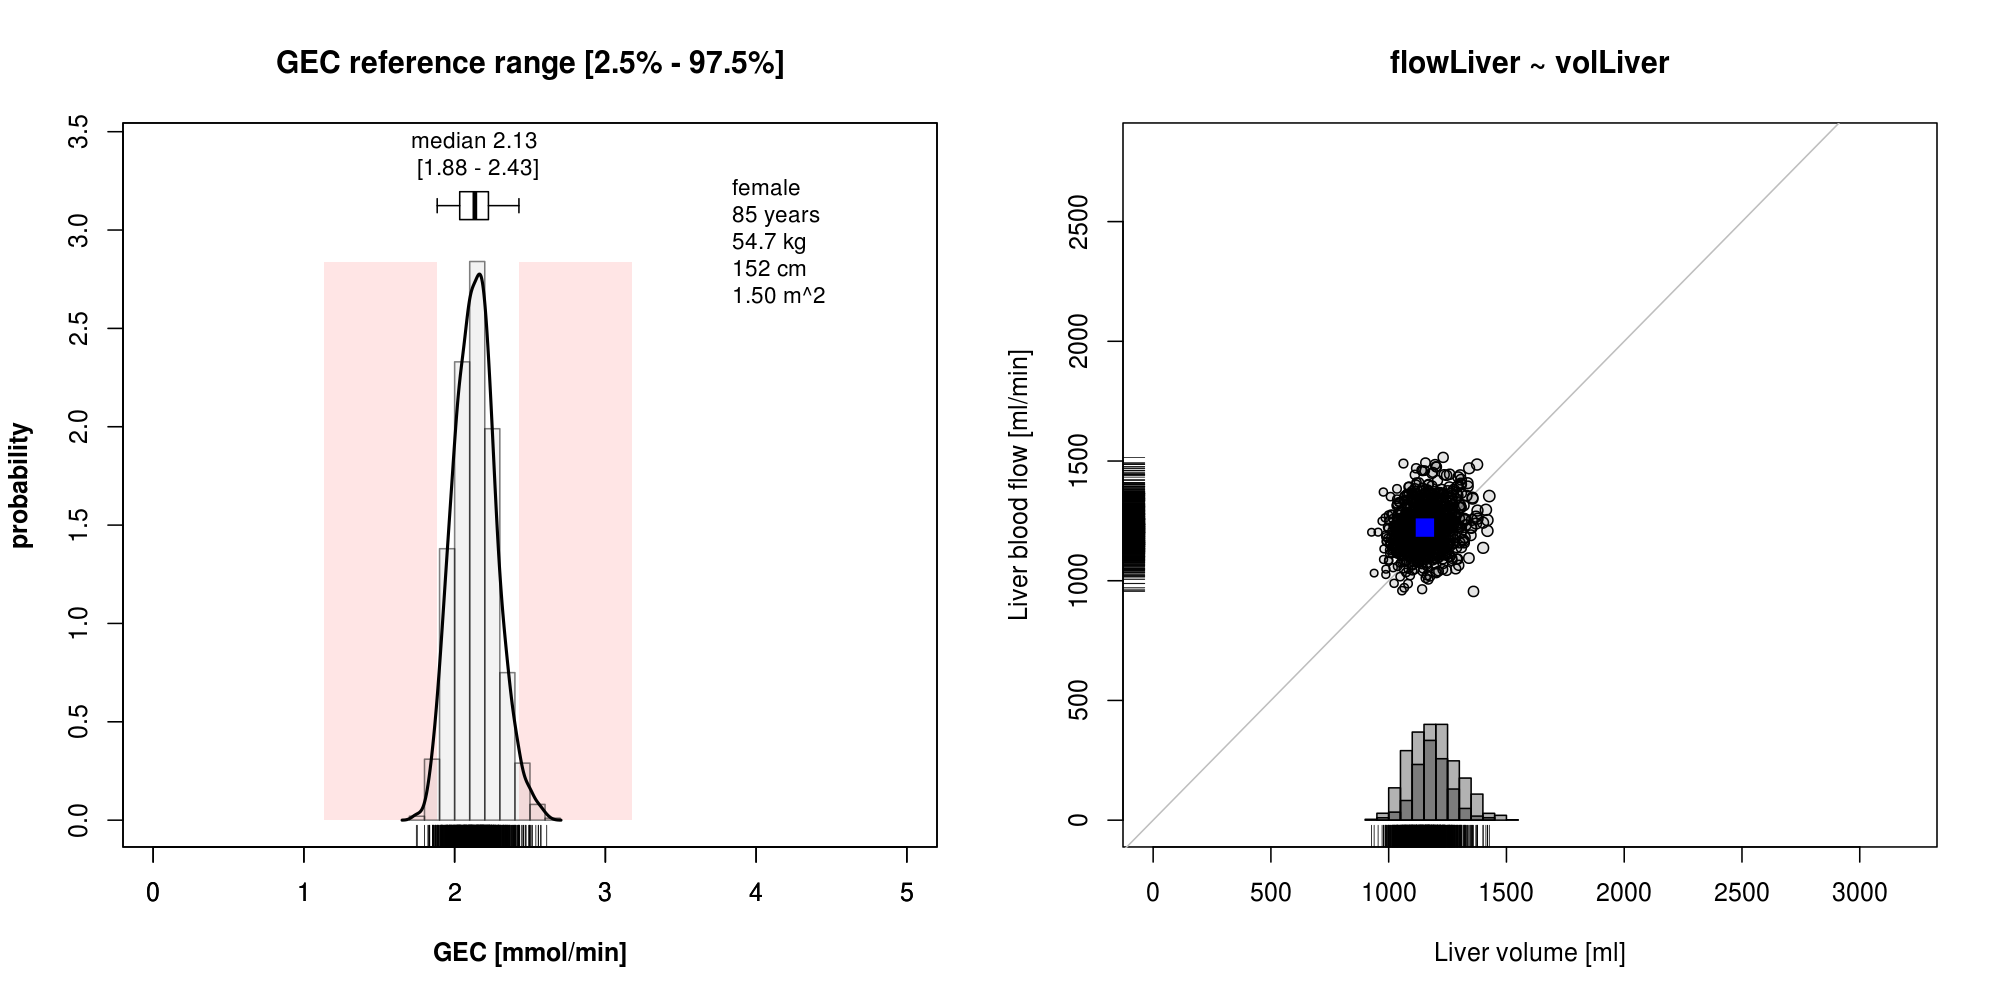 GEC reference range [2.5% - 97.5%]
median 2.13
[1.88 - 2.43]
female
85 years
54.7 kg
152 cm
1.50 m^2
probability
3.5
3.0
2.5
2.0
1.5
1.0
0.5
0.0
0 1 2 3 4 5
GEC [mmol/min]
flowLiver ~ volLiver
Liver blood flow [ml/min]
2500
2000
1500
1000
500
0
0 500 1000 1500 2000 2500 3000
Liver volume [ml]